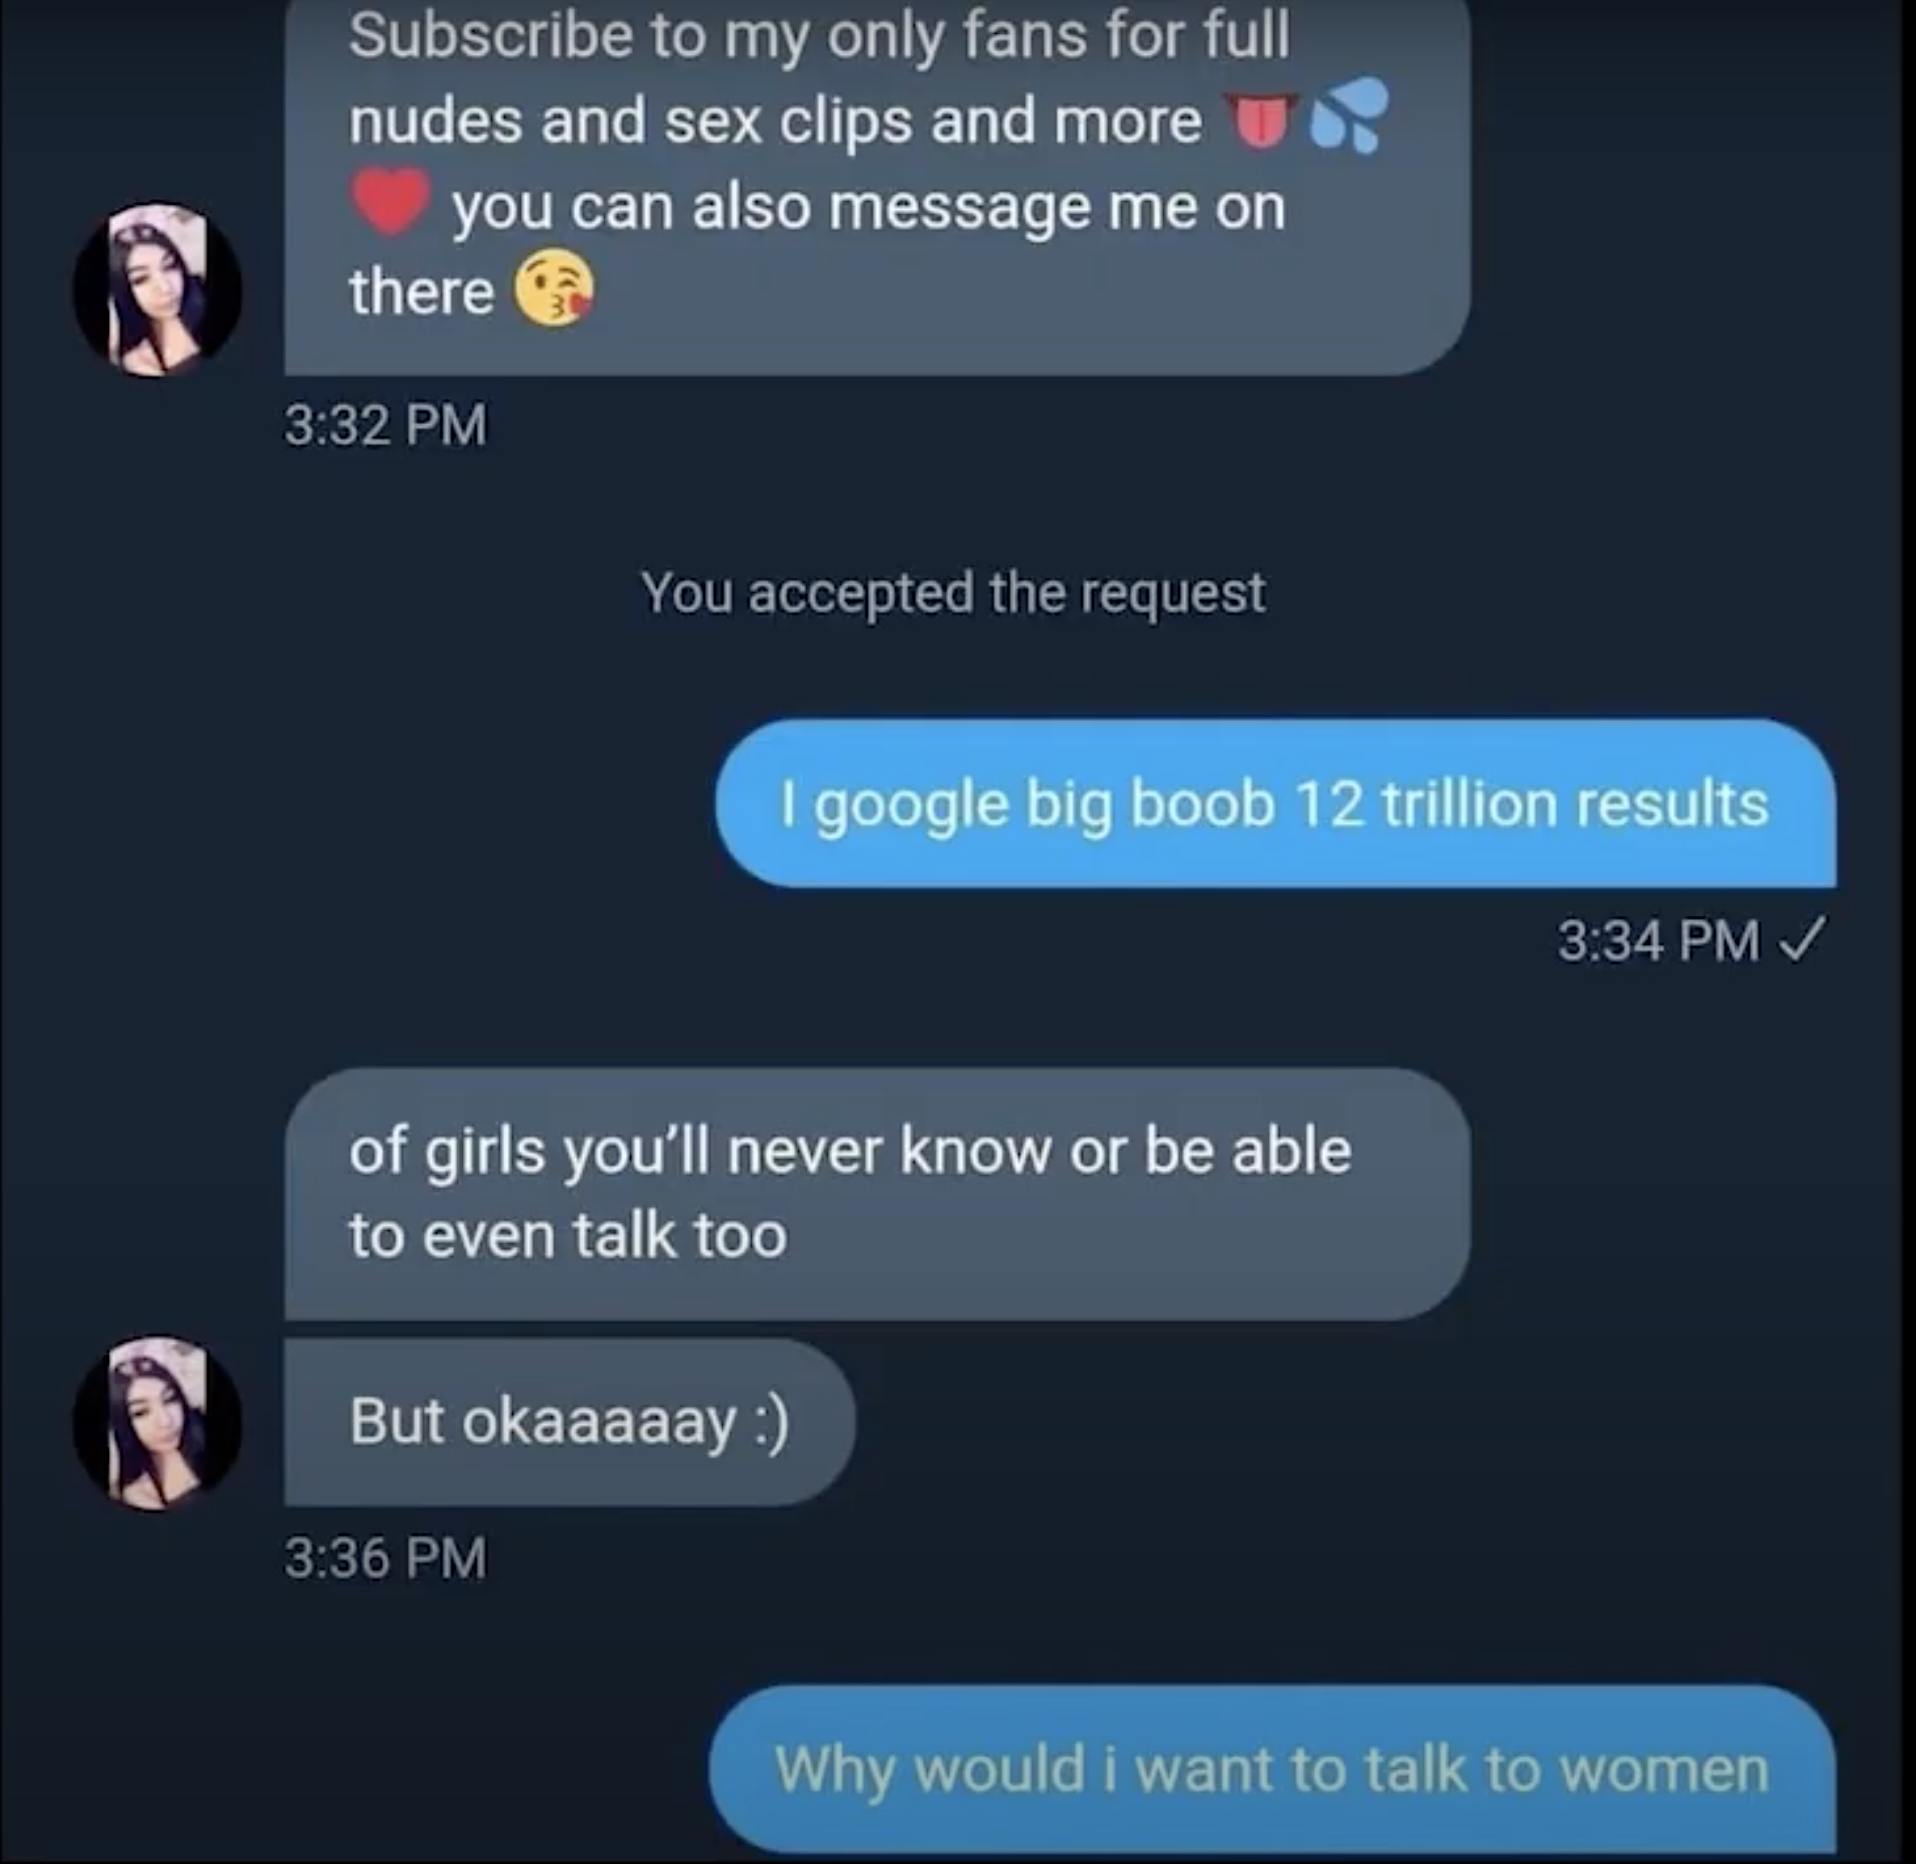 Subscribe to my only fans for full
nudes and sex clips and more 👅💦
❤️ you can also message me on
there 😘
3:32 PM
You accepted the request
I google big boob 12 trillion results
3:34 PM ✓
of girls you'll never know or be able
to even talk too
But okaaaaay :)
3:36 PM
Why would i want to talk to women